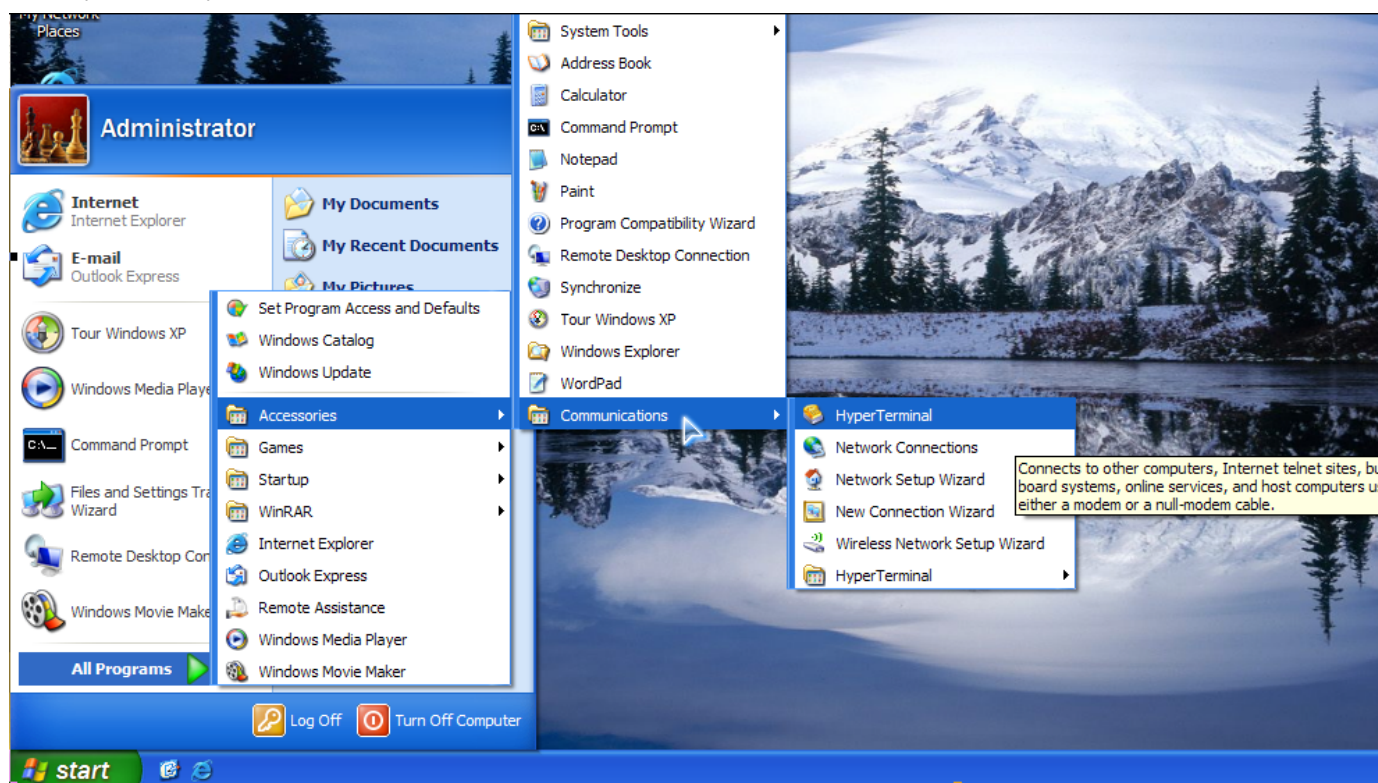 Places
Administrator
Internet
Internet Explorer
E-mail
Outlook Express
Tour Windows XP
Windows Media Playe
Command Prompt
Files and Settings Tra
Wizard
Remote Desktop Con
Windows Movie Make
All Programs
My Documents
My Recent Documents
My Pictures
Set Program Access and Defaults
Windows Catalog
Windows Update
Accessories
Games
Startup
WinRAR
Internet Explorer
Outlook Express
Remote Assistance
Windows Media Player
Windows Movie Maker
System Tools
Address Book
Calculator
Command Prompt
Notepad
Paint
Program Compatibility Wizard
Remote Desktop Connection
Synchronize
Tour Windows XP
Windows Explorer
WordPad
Communications
HyperTerminal
Network Connections
Network Setup Wizard
New Connection Wizard
Wireless Network Setup Wizard
HyperTerminal
Connects to other computers, Internet telnet sites, bu
board systems, online services, and host computers u
either a modem or a null-modem cable.
Log Off
Turn Off Computer
start